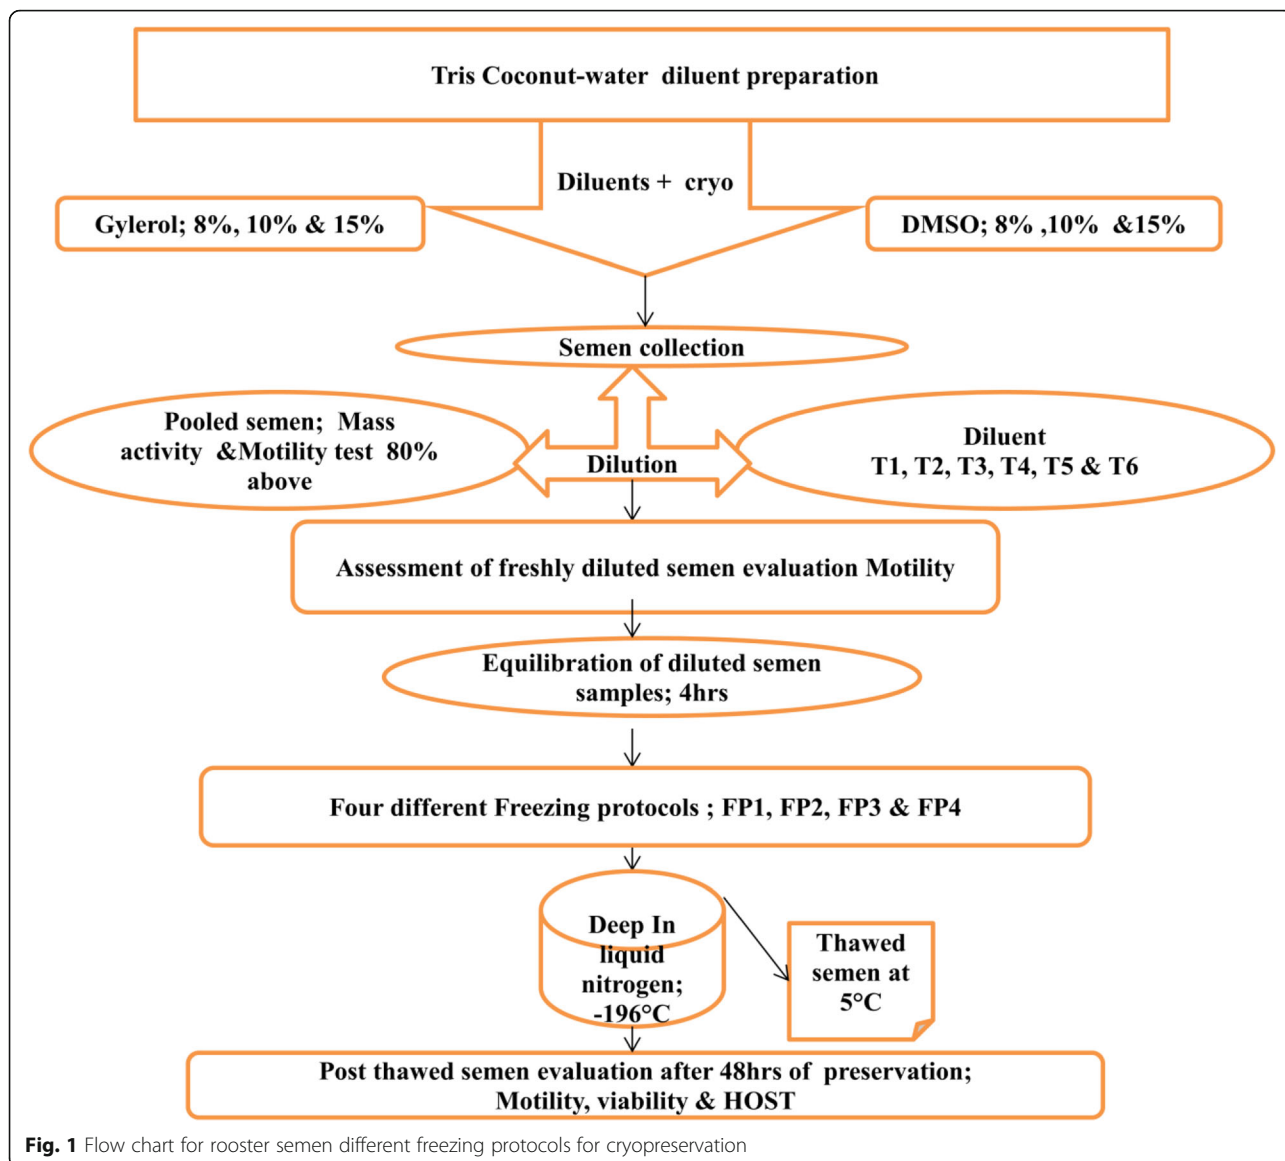 Tris Coconut-water diluent preparation
Diluents + cryo
Gylerol; 8%, 10% & 15%
DMSO; 8% ,10% &15%
Semen collection
Pooled semen; Mass
activity &Motility test 80%
above
Dilution
Diluent
T1, T2, T3, T4, T5 & T6
Assessment of freshly diluted semen evaluation Motility
Equilibration of diluted semen
samples; 4hrs
Four different Freezing protocols ; FP1, FP2, FP3 & FP4
Deep In
liquid
nitrogen;
-196°C
Thawed
semen at
5°C
Post thawed semen evaluation after 48hrs of preservation;
Motility, viability & HOST
Fig. 1 Flow chart for rooster semen different freezing protocols for cryopreservation